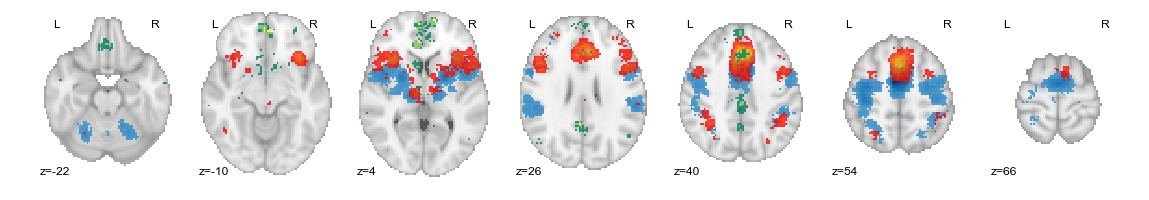 L R L R L R L R L R L R L R
z=-22 z=-10 z=4 z=26 z=40 z=54 z=66